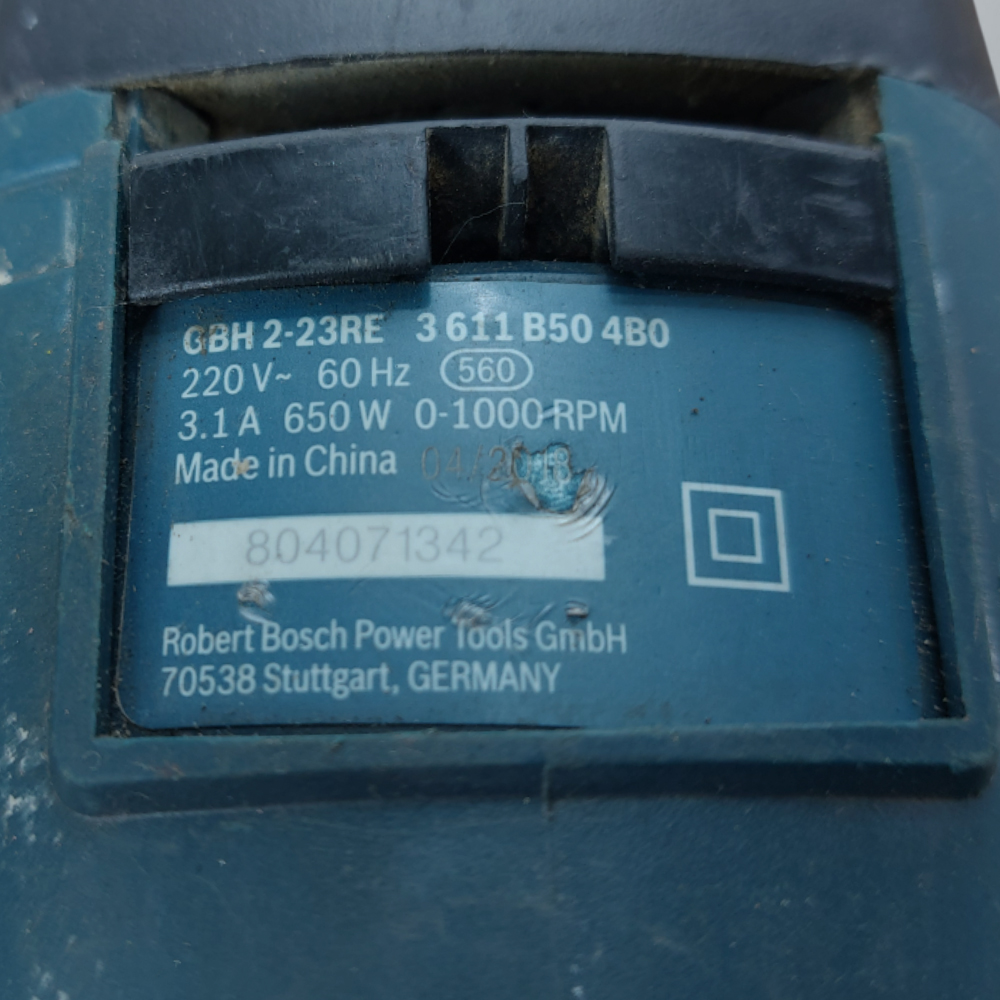 GBH 2-23RE 3 611 B50 4B0
220 V~ 60 Hz 560
3.1 A 650 W 0-1000 RPM
Made in China
804071342
Robert Bosch Power Tools GmbH
70538 Stuttgart, GERMANY